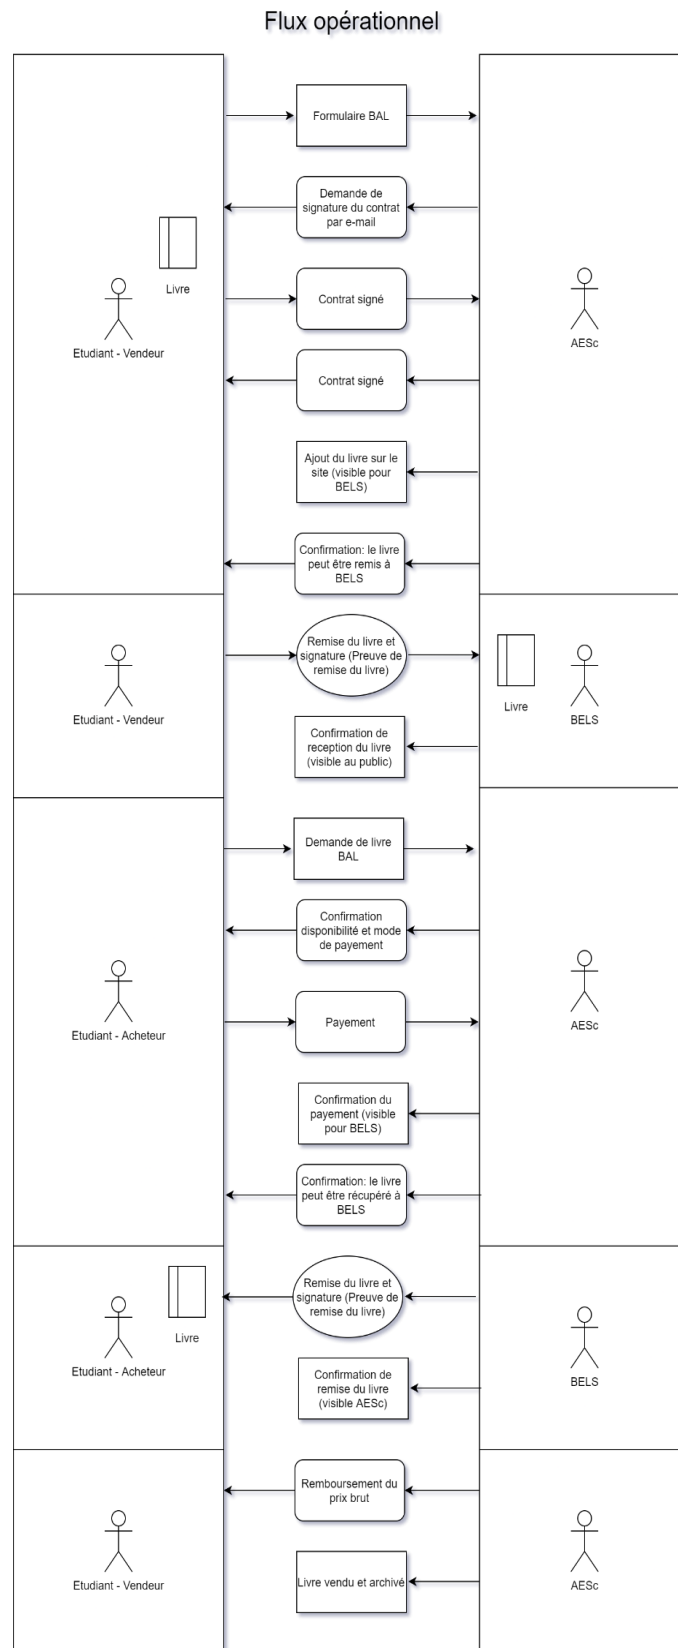 Flux opérationnel
Formulaire BAL
Demande de
signature du contrat
par e-mail
Livre
Etudiant - Vendeur
Contrat signé
AESc
Contrat signé
Ajout du livre sur le
site (visible pour
BELS)
Confirmation: le livre
peut être remis à
BELS
Etudiant - Vendeur
Remise du livre et
signature (Preuve de
remise du livre)
Livre
BELS
Confirmation de
reception du livre
(visible au public)
Demande de livre
BAL
Confirmation
disponibilité et mode
de payement
Etudiant - Acheteur
Payement
AESc
Confirmation du
payement (visible
pour BELS)
Confirmation: le livre
peut être récupéré à
BELS
Livre
Etudiant - Acheteur
Remise du livre et
signature (Preuve de
remise du livre)
BELS
Confirmation de
remise du livre
(visible AESc)
Remboursement du
prix brut
Etudiant - Vendeur
Livre vendu et archivé
AESc